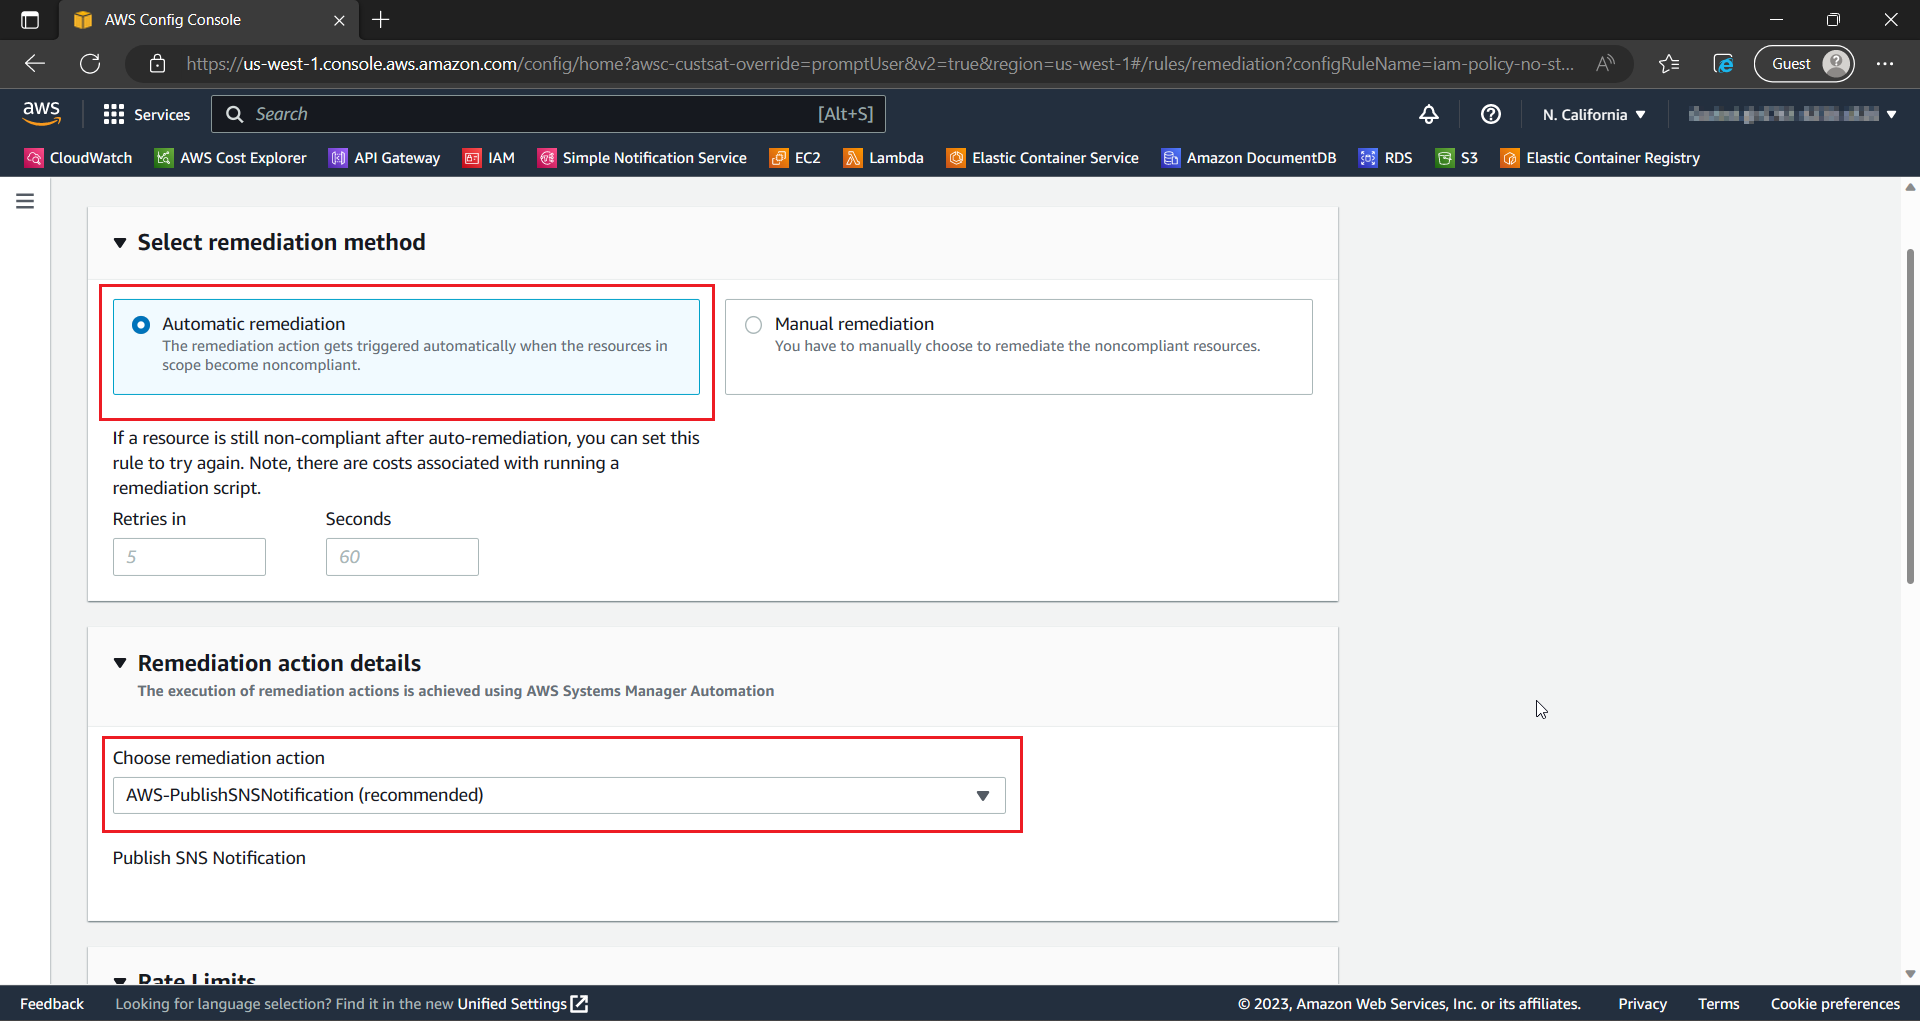 AWS Config Console
https://us-west-1.console.aws.amazon.com/config/home?awsc-custsat-override=promptUser&v2=true&region=us-west-1#/rules/remediation?configRuleName=iam-policy-no-st...
Guest
aws
Services
Search
[Alt+S]
N. California
CloudWatch
AWS Cost Explorer
API Gateway
IAM
Simple Notification Service
EC2
Lambda
Elastic Container Service
Amazon DocumentDB
RDS
S3
Elastic Container Registry
Select remediation method
Automatic remediation
The remediation action gets triggered automatically when the resources in
scope become noncompliant.
Manual remediation
You have to manually choose to remediate the noncompliant resources.
If a resource is still non-compliant after auto-remediation, you can set this
rule to try again. Note, there are costs associated with running a
remediation script.
Retries in
Seconds
5
60
Remediation action details
The execution of remediation actions is achieved using AWS Systems Manager Automation
Choose remediation action
AWS-PublishSNSNotification (recommended)
Publish SNS Notification
Rate Limits
Feedback
Looking for language selection? Find it in the new Unified Settings
© 2023, Amazon Web Services, Inc. or its affiliates.
Privacy
Terms
Cookie preferences